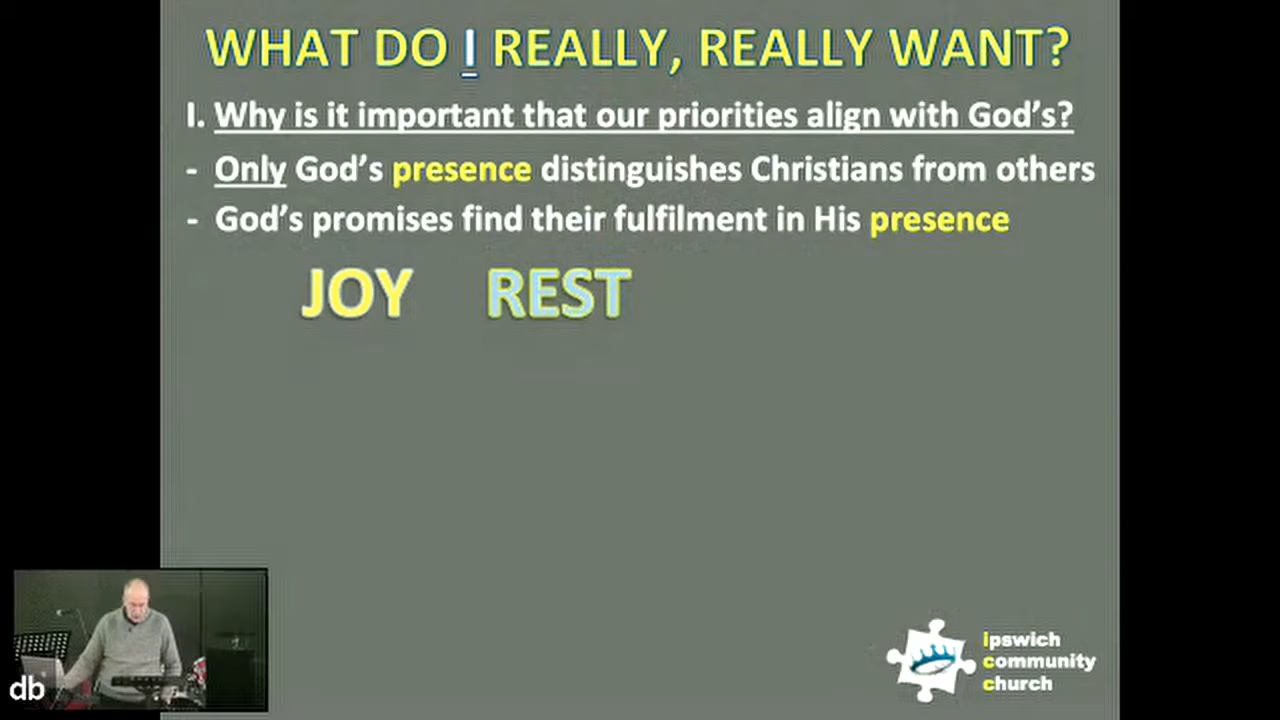 WHAT DO I REALLY, REALLY WANT?
I. Why is it important that our priorities align with God's?
- Only God's presence distinguishes Christians from others
- God's promises find their fulfilment in His presence
JOY REST
db
ipswich
community
church